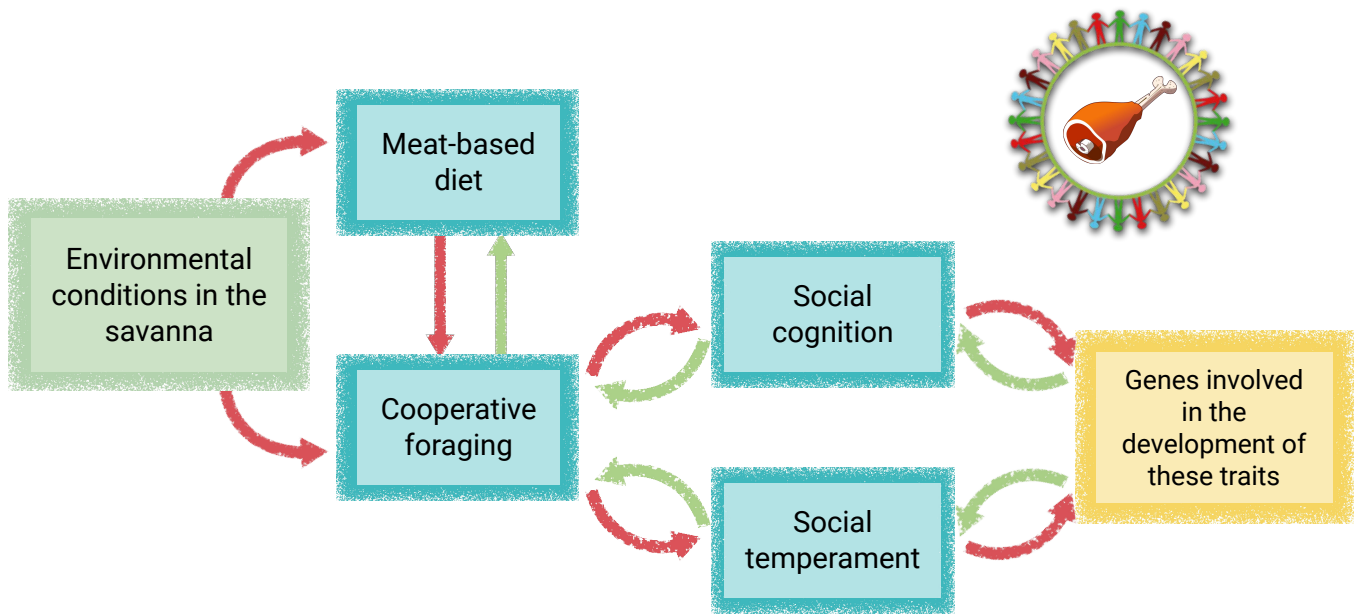 Meat-based
diet
Environmental
conditions in the
savanna
Social
cognition
Cooperative
foraging
Genes involved
in the
development of
these traits
Social
temperament